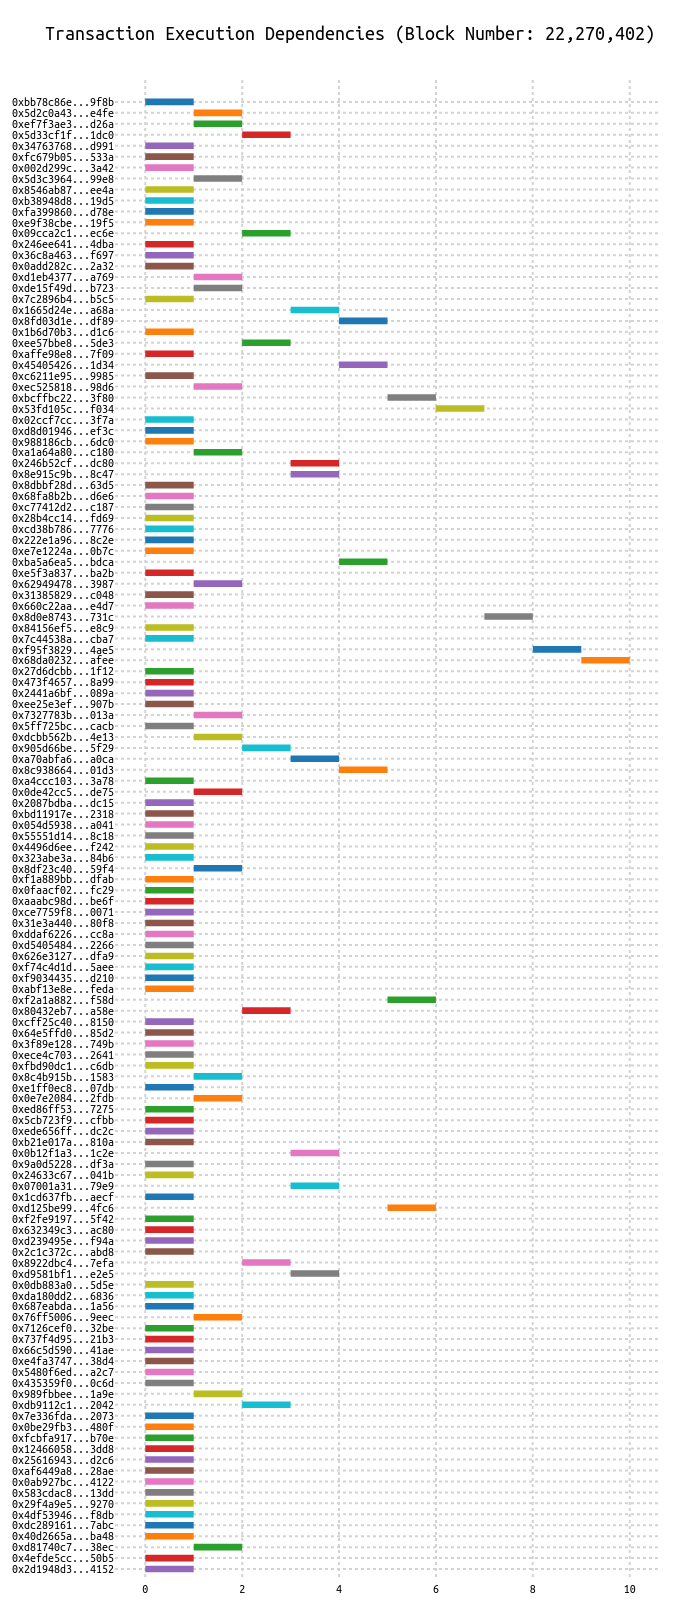 Transaction Execution Dependencies (Block Number: 22,270,402)
0xbb78c86e...9f8b
0x5d2c0a43...e4fe
0xef7f3ae3...d26a
0x5d33cf1f...1dc0
0x34763768...d991
0xfc679b05...533a
0x002d299c...3a42
0x5d3c3964...99e8
0x8546ab87...ee4a
0xb38948d8...19d5
0xfa399860...d78e
0xe9f38cbe...19f5
0x09cca2c1...ec6e
0x246ee641...4dba
0x36c8a463...f697
0x0add282c...2a32
0xd1eb4377...a769
0xde15f49d...b723
0x7c2896b4...b5c5
0x1665d24e...a68a
0x8fd03d1e...df89
0x1b6d70b3...d1c6
0xee57bbe8...5de3
0xaffe98e8...7f09
0x45405426...1d34
0xc6211e95...9985
0xec525818...98d6
0xbcffbc22...3f80
0x53fd105c...f034
0x02ccf7cc...3f7a
0xd8d01946...ef3c
0x988186cb...6dc0
0xa1a64a80...c180
0x246b52cf...dc80
0x8e915c9b...8c47
0x8dbbf28d...63d5
0x68fa8b2b...d6e6
0xc77412d2...c187
0x28b4cc14...fd69
0xcd38b786...7776
0x222e1a96...8c2e
0xe7e1224a...0b7c
0xba5a6ea5...bdca
0xe5f3a837...ba2b
0x62949478...3987
0x31385829...c048
0x660c22aa...e4d7
0x8d0e8743...731c
0x84156ef5...e8c9
0x7c44538a...cba7
0xf95f3829...4ae5
0x68da0232...afee
0x27d6dcbb...1f12
0x473f4657...8a99
0x2441a6bf...089a
0xee25e3ef...907b
0x7327783b...013a
0x5ff725bc...cacb
0xdcbb562b...4e13
0x905d66be...5f29
0xa70abfa6...a0ca
0x8c938664...01d3
0xa4ccc103...3a78
0x0de42cc5...de75
0x2087bdba...dc15
0xbd11917e...2318
0x054d5938...a041
0x55551d14...8c18
0x4496d6ee...f242
0x323abe3a...84b6
0x8df23c40...59f4
0xf1a889bb...dfab
0x0faacf02...fc29
0xaaabc98d...be6f
0xce7759f8...0071
0x31e3a440...80f8
0xddaf6226...cc8a
0xd5405484...2266
0x626e3127...dfa9
0xf74c4d1d...5aee
0xf9034435...d210
0xabf13e8e...feda
0xf2a1a882...f58d
0x80432eb7...a58e
0xcff25c40...8150
0x64e5ffd0...85d2
0x3f89e128...749b
0xece4c703...2641
0xfbd90dc1...c6db
0x8c4b915b...1583
0xe1ff0ec8...07db
0x0e7e2084...2fdb
0xed86ff53...7275
0x5cb723f9...cfbb
0xede656ff...dc2c
0xb21e017a...810a
0x0b12f1a3...1c2e
0x9a0d5228...df3a
0x24633c67...041b
0x07001a31...79e9
0x1cd637fb...aecf
0xd125be99...4fc6
0xf2fe9197...5f42
0x632349c3...ac80
0xd239495e...f94a
0x2c1c372c...abd8
0x8922dbc4...7efa
0xd9581bf1...e2e5
0x0db883a0...5d5e
0xda180dd2...6836
0x687eabda...1a56
0x76ff5006...9eec
0x7126cef0...32be
0x737f4d95...21b3
0x66c5d590...41ae
0xe4fa3747...38d4
0x5480f6ed...a2c7
0x435359f0...0c6d
0x989fbbee...1a9e
0xdb9112c1...2042
0x7e336fda...2073
0x0be29fb3...480f
0xfcbfa917...b70e
0x12466058...3dd8
0x25616943...d2c6
0xaf6449a8...28ae
0x0ab927bc...4122
0x583cdac8...13dd
0x29f4a9e5...9270
0x4df53946...f8db
0xdc289161...7abc
0x40d2665a...ba48
0xd81740c7...38ec
0x4efde5cc...50b5
0x2d1948d3...4152
0 2 4 6 8 10